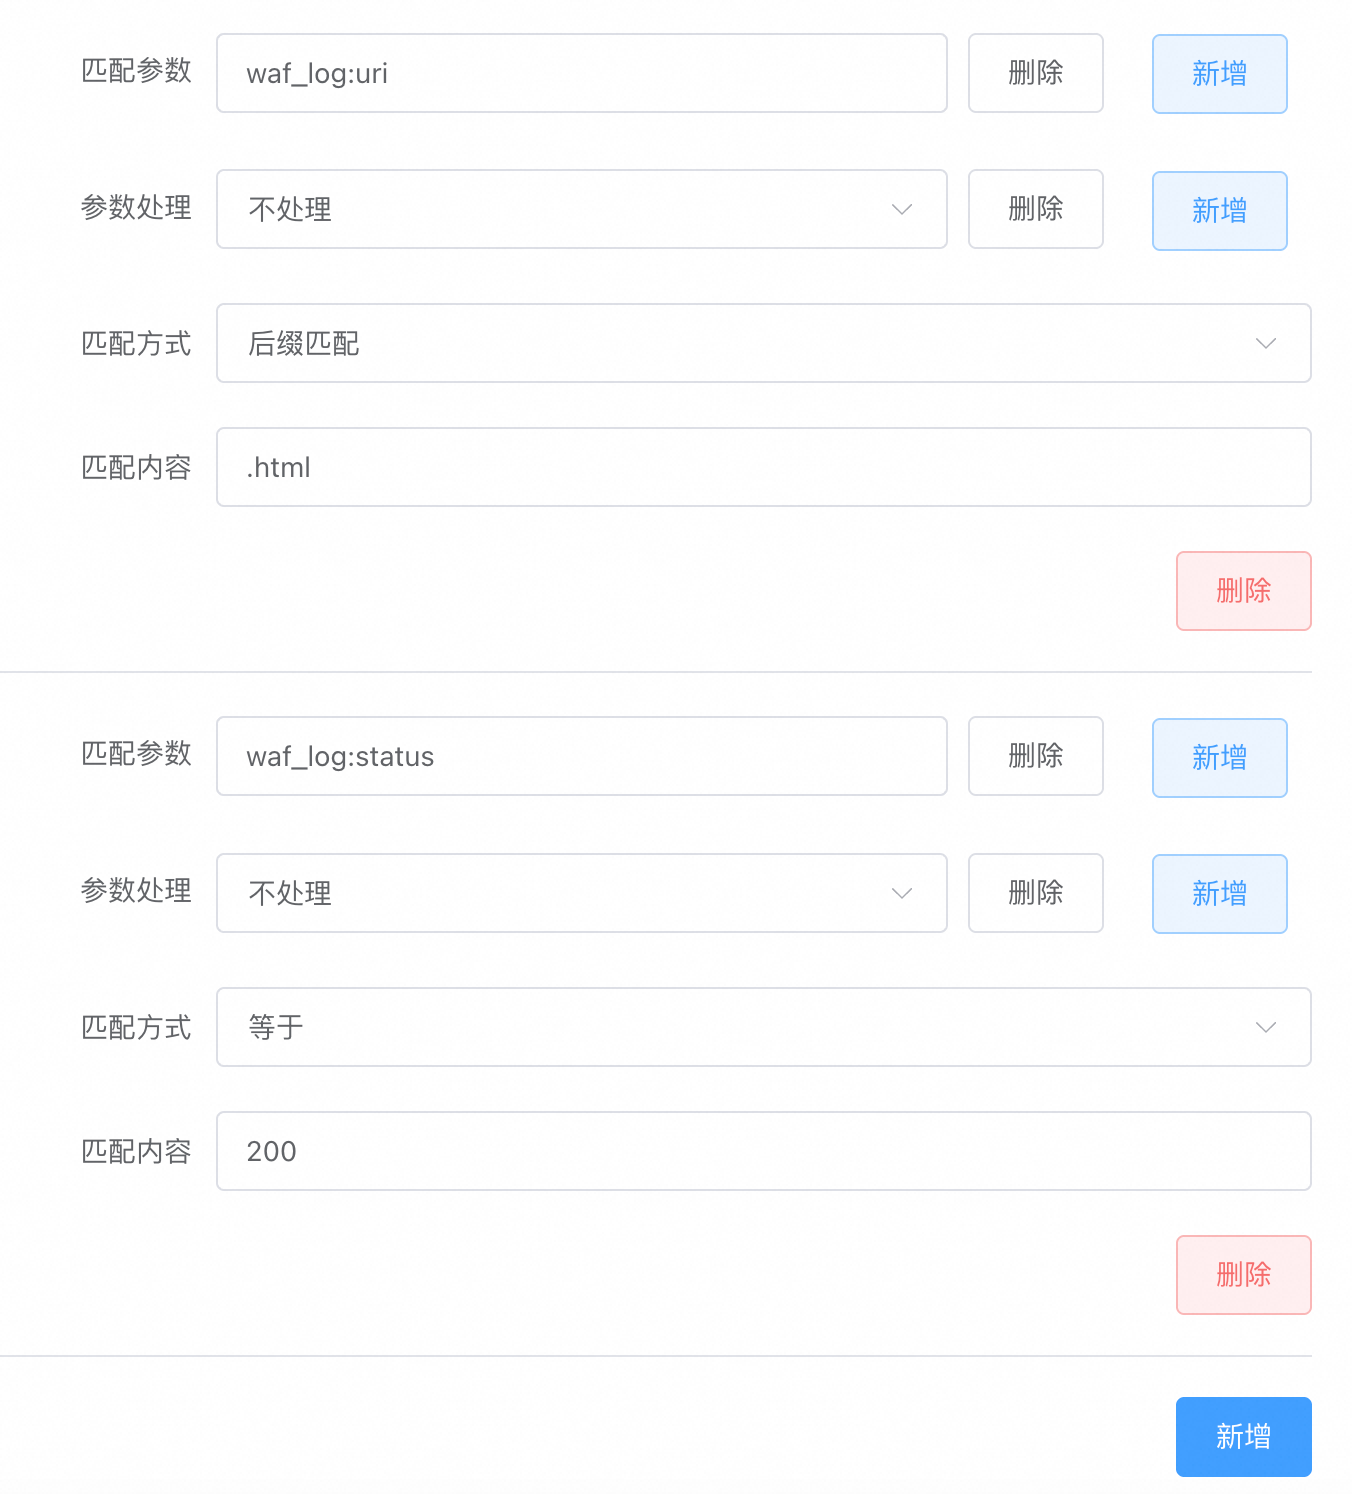 匹配参数 waf_log:uri 删除 新增
参数处理 不处理 删除 新增
匹配方式 后缀匹配
匹配内容 .html
删除
匹配参数 waf_log:status 删除 新增
参数处理 不处理 删除 新增
匹配方式 等于
匹配内容 200
删除
新增